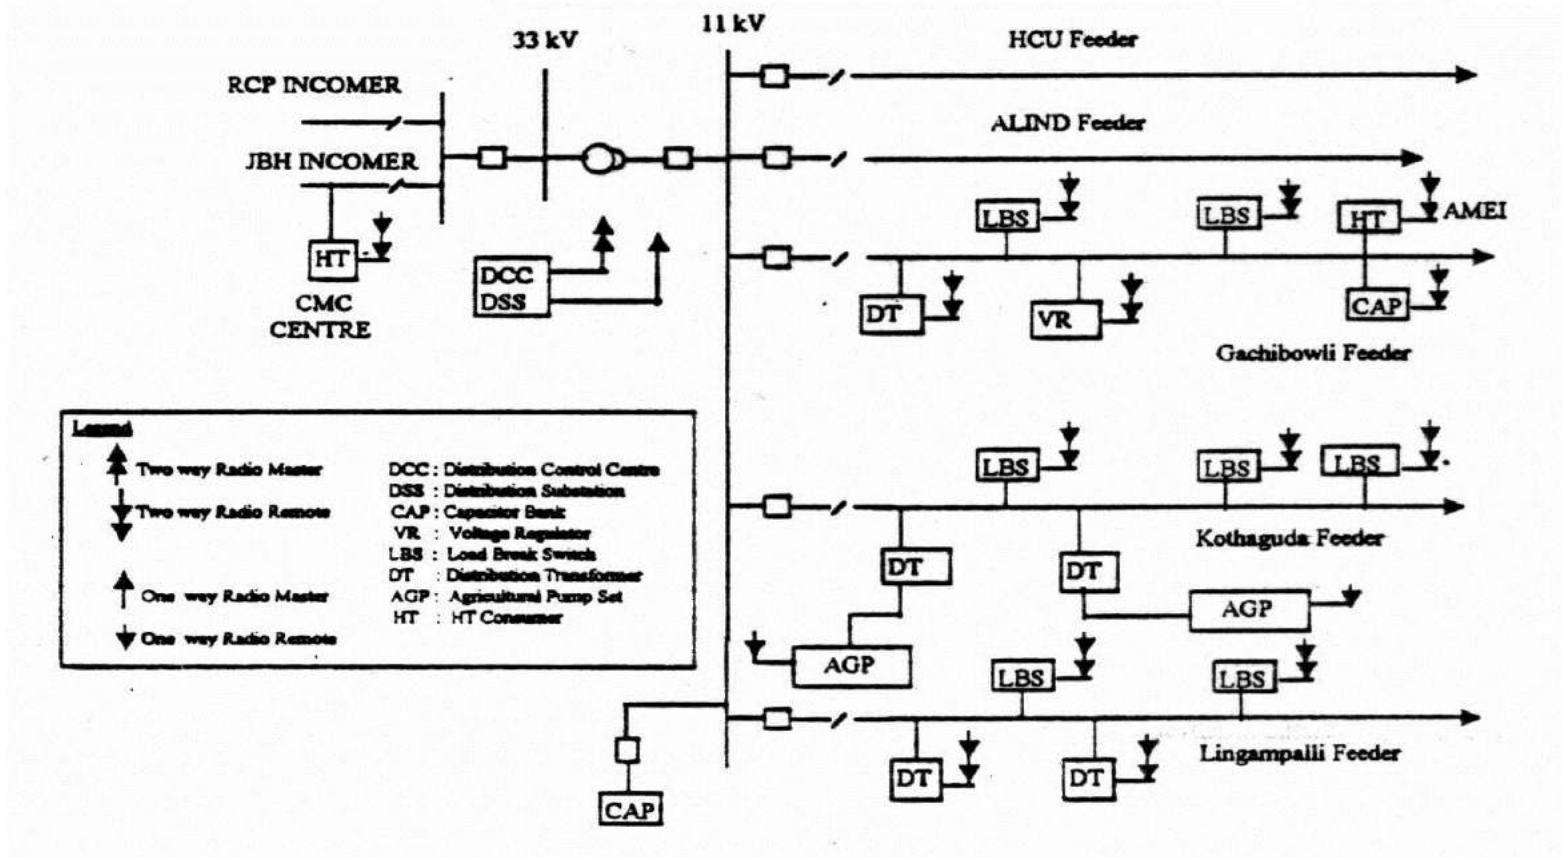 11 kV
33 kV
HCU Feeder
RCP INCOMER
ALIND Feeder
JBH INCOMER
LBS
LBS
HT
AMEI
HT
DCC
DSS
CMC
CENTRE
DT
VR
CAP
Gachibowli Feeder
Legend
Two way Radio Master
Two way Radio Remote
One way Radio Master
One way Radio Remote
DCC : Distribution Control Centre
DSS : Distribution Substation
CAP : Capacitor Bank
VR : Voltage Regulator
LBS : Load Break Switch
DT : Distribution Transformer
AGP : Agricultural Pump Set
HT : HT Consumer
LBS
LBS
LBS
Kothaguda Feeder
DT
DT
AGP
AGP
LBS
LBS
Lingampalli Feeder
DT
DT
CAP